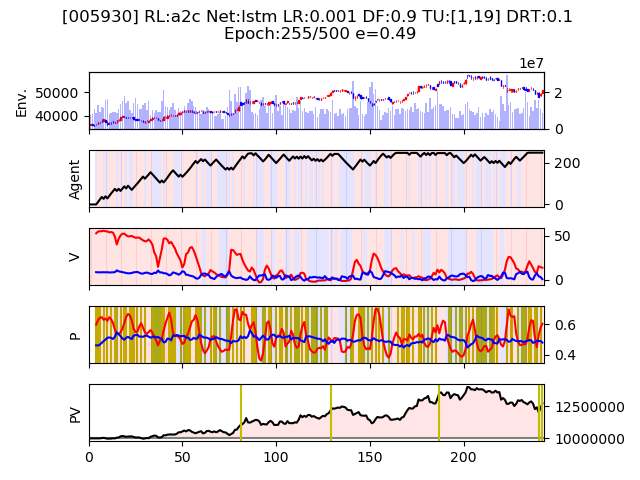 [005930] RL:a2c Net:lstm LR:0.001 DF:0.9 TU:[1,19] DRT:0.1
Epoch:255/500 e=0.49
1e7
Env.
50000
40000
2
0
Agent
200
0
V
50
0
P
0.6
0.4
PV
12500000
10000000
0
50
100
150
200